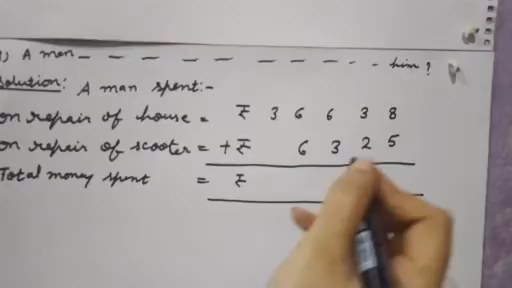 ) A man _ _ _ _ _ _ _ _ _ _ _ _ him?
Solution: A man spent:-
on repair of house = ₹ 3 6 6 3 8
on repair of scooter = + ₹ 6 3 2 5
Total money spent = ₹